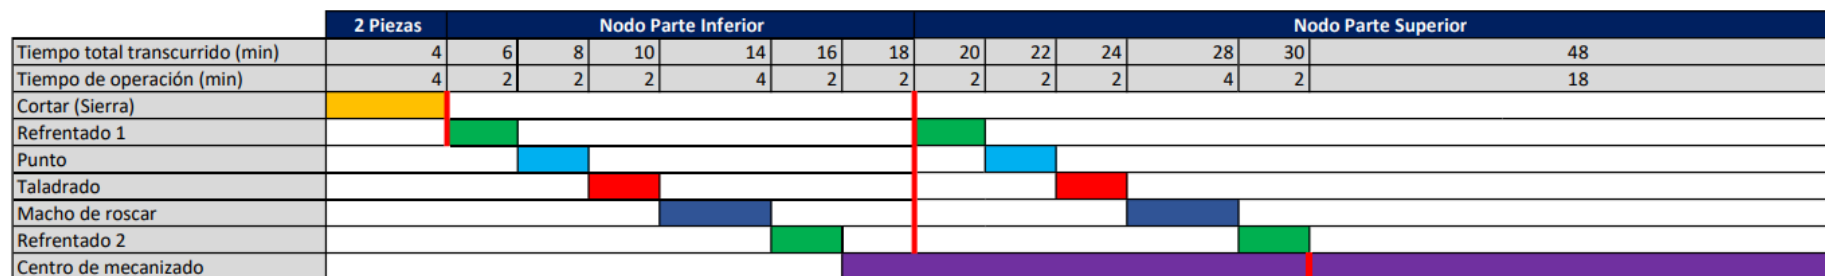 2 Piezas Nodo Parte Inferior Nodo Parte Superior
Tiempo total transcurrido (min) 4 6 8 10 14 16 18 20 22 24 28 30 48
Tiempo de operación (min) 4 2 2 2 4 2 2 2 2 2 4 2 18
Cortar (Sierra)
Refrentado 1
Punto
Taladrado
Macho de roscar
Refrentado 2
Centro de mecanizado